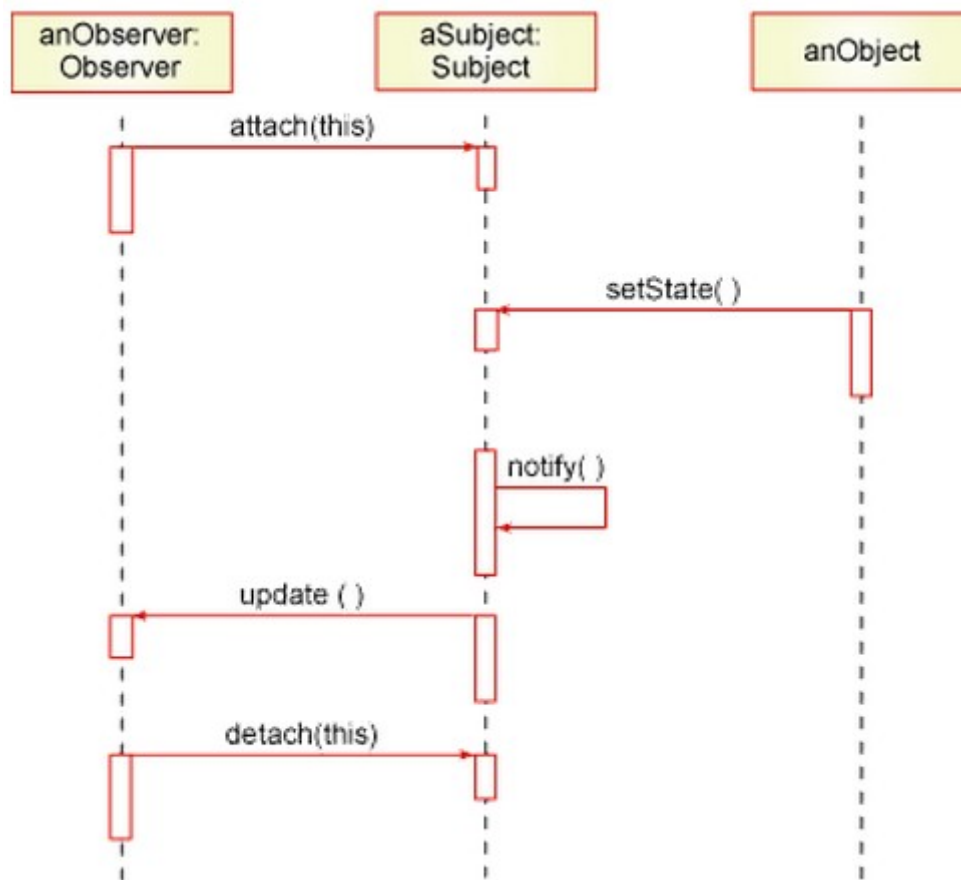 anObserver:
Observer
aSubject:
Subject
anObject
attach(this)
setState( )
notify( )
update ( )
detach(this)